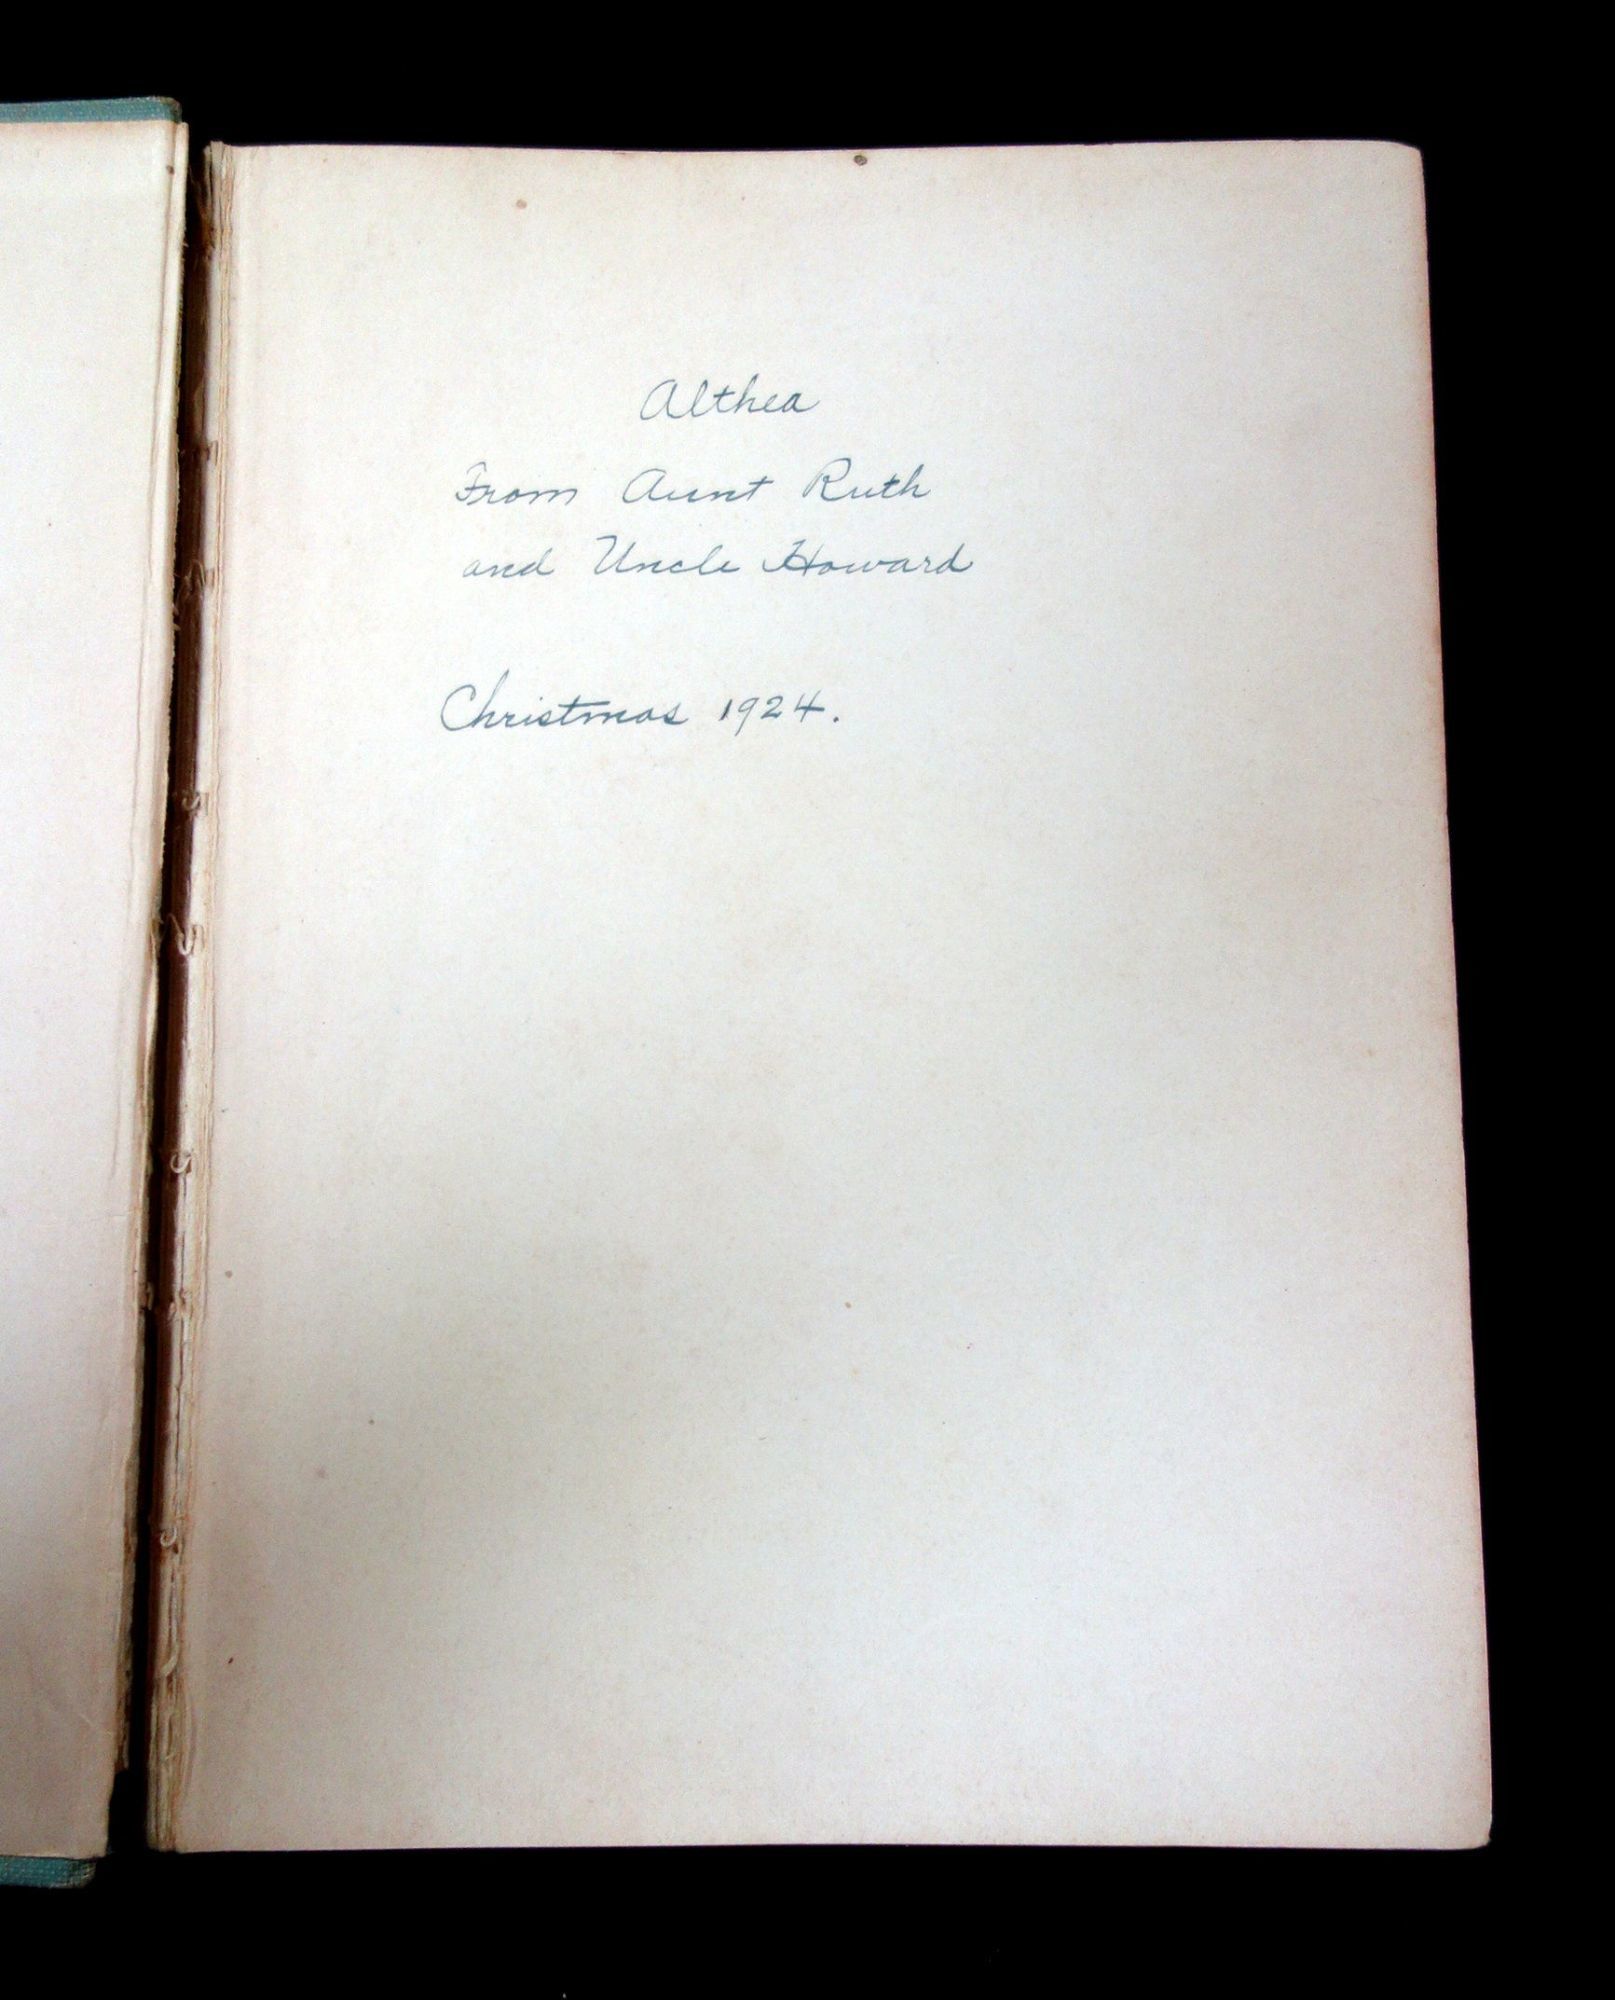 Althea
From Aunt Ruth
and Uncle Howard
Christmas 1924.